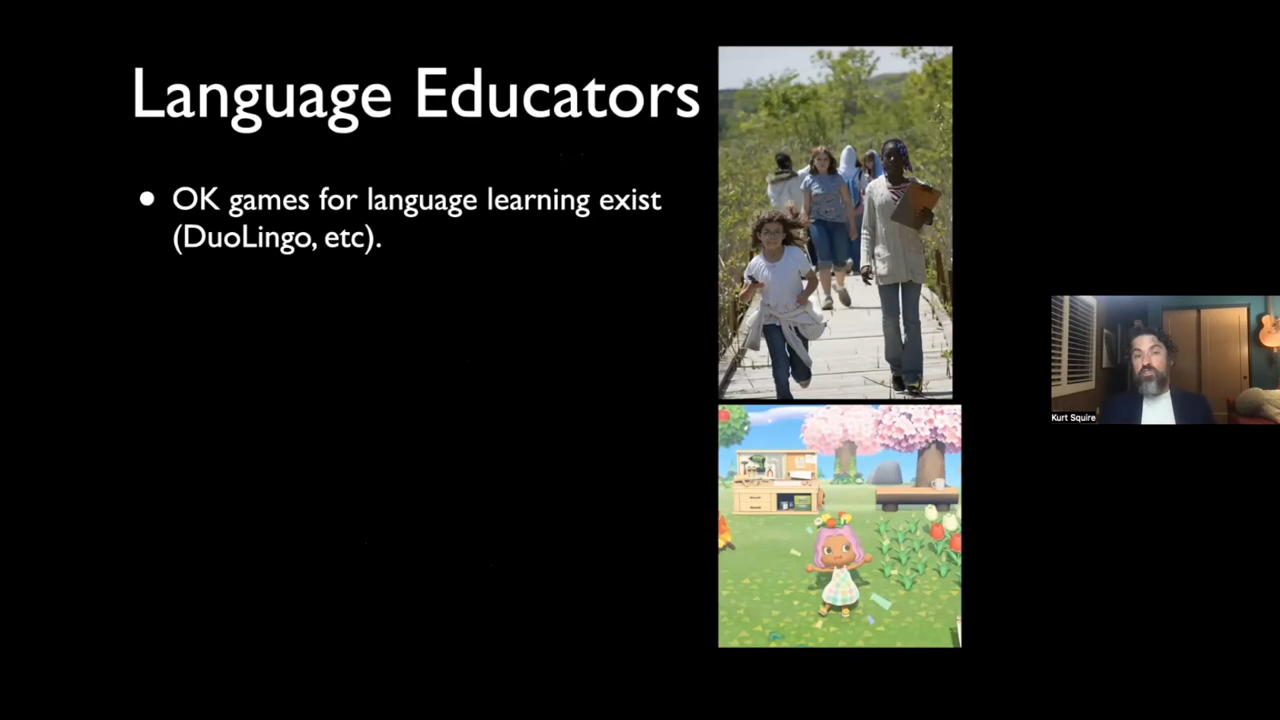 Language Educators
• OK games for language learning exist
(DuoLingo, etc).
Kurt Squire